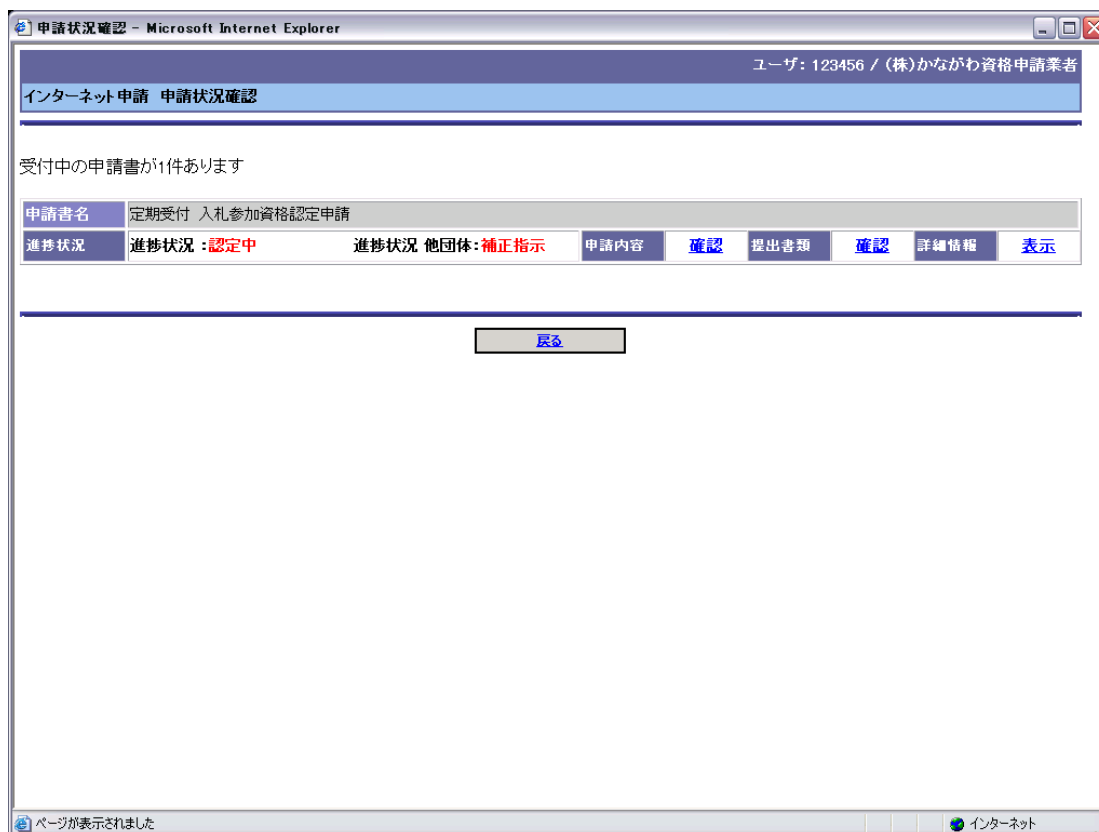 申請状況確認 - Microsoft Internet Explorer
ユーザ: 123456 / (株)かながわ資格申請業者
インターネット申請 申請状況確認
受付中の申請書が1件あります
申請書名 定期受付 入札参加資格認定申請
進捗状況 進捗状況 :認定中 進捗状況 他団体:補正指示 申請内容 確認 提出書類 確認 詳細情報 表示
戻る
ページが表示されました インターネット